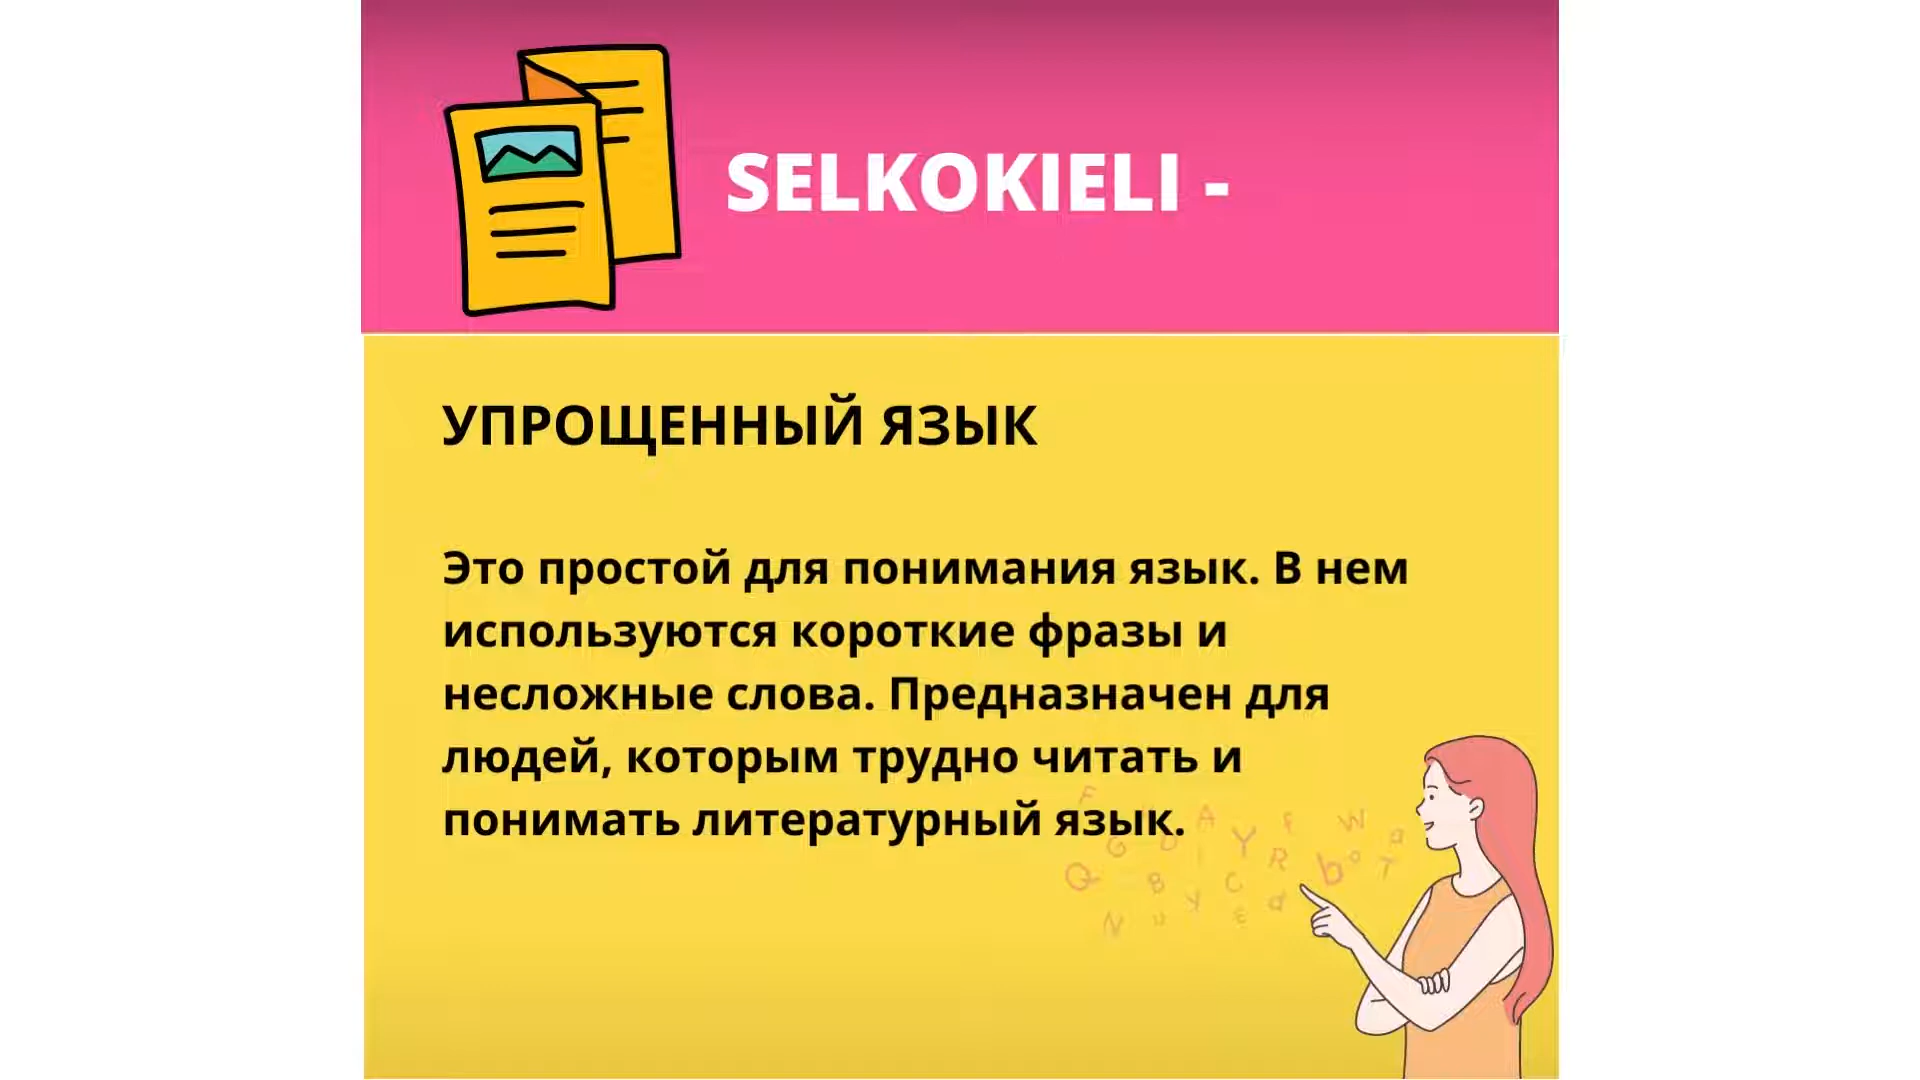 SELKOKIELI -
УПРОЩЕННЫЙ ЯЗЫК
Это простой для понимания язык. В нем
используются короткие фразы и
несложные слова. Предназначен для
людей, которым трудно читать и
понимать литературный язык.